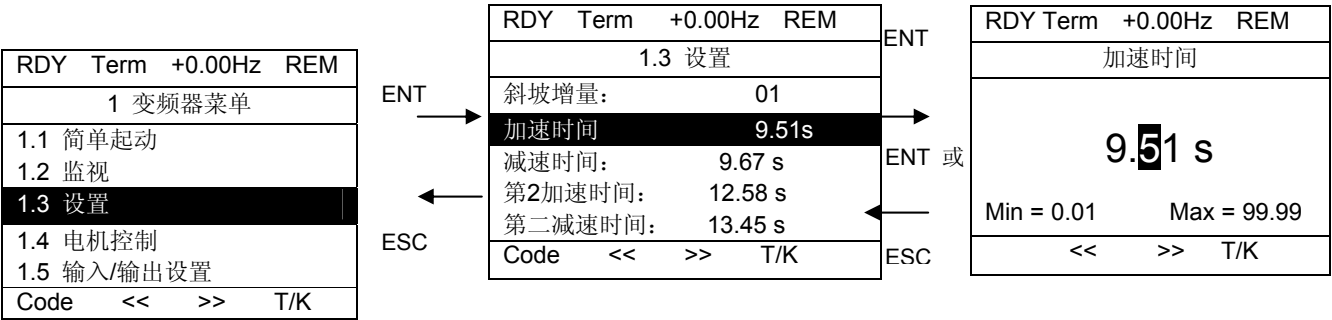 RDY Term +0.00Hz REM
1 变频器菜单
1.1 简单起动
1.2 监视
1.3 设置
1.4 电机控制
1.5 输入/输出设置
Code << >> T/K
ENT
ESC
RDY Term +0.00Hz REM
1.3 设置
斜坡增量： 01
加速时间 9.51s
减速时间： 9.67 s
第2加速时间： 12.58 s
第二减速时间： 13.45 s
Code << >> T/K
ENT
ENT 或
ESC
RDY Term +0.00Hz REM
加速时间
9.51 s
Min = 0.01 Max = 99.99
<< >> T/K